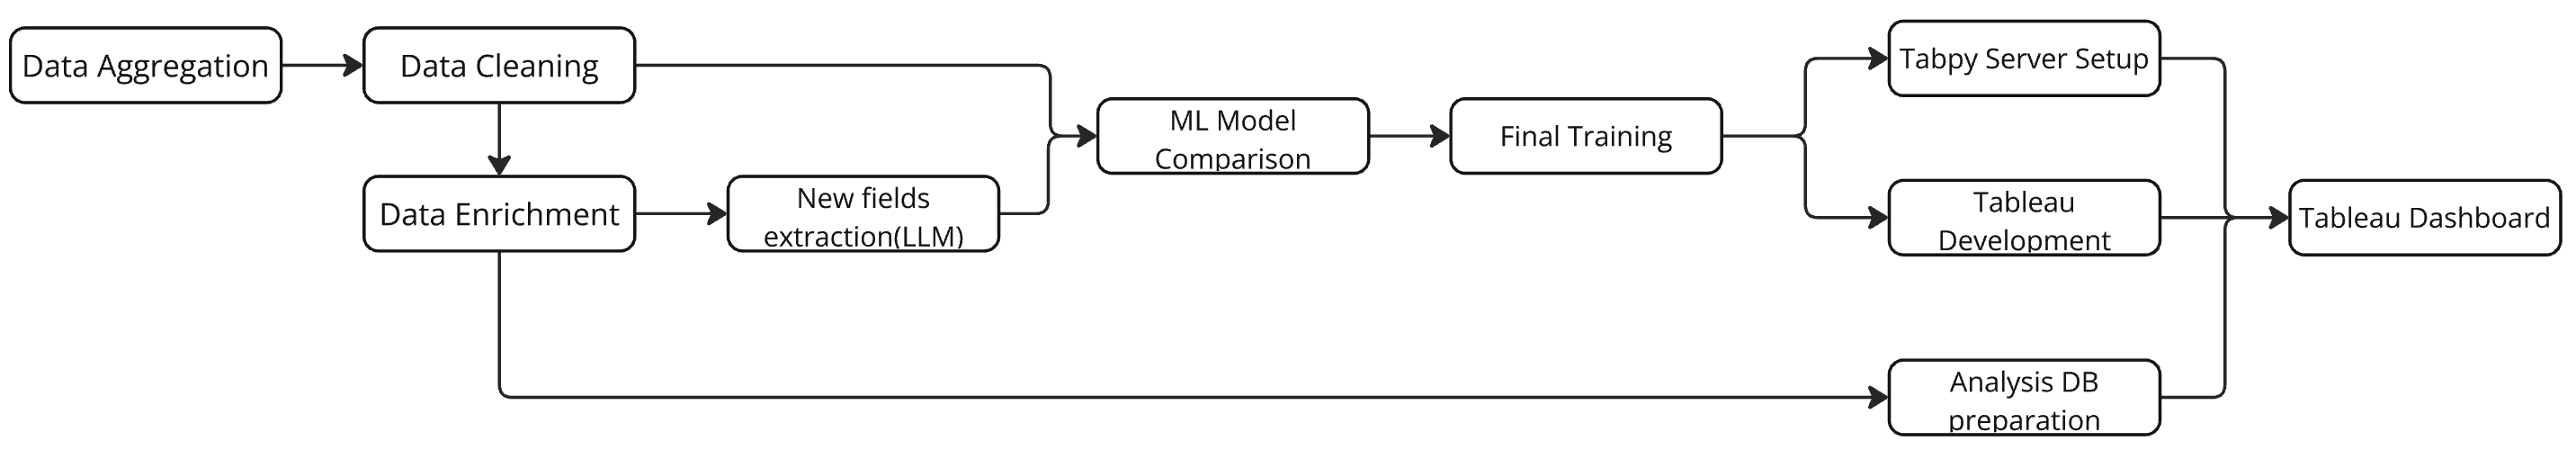 Data Aggregation
Data Cleaning
Data Enrichment
New fields
extraction(LLM)
ML Model
Comparison
Final Training
Tabpy Server Setup
Tableau
Development
Analysis DB
preparation
Tableau Dashboard